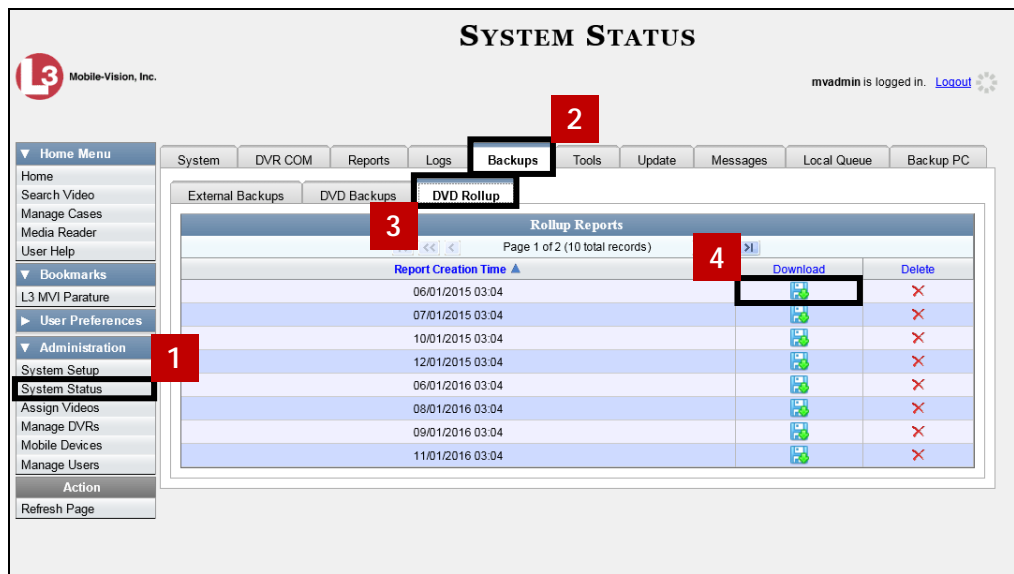 SYSTEM STATUS
L3 Mobile-Vision, Inc.
mvadmin is logged in. Logout
2
▼ Home Menu
Home
Search Video
Manage Cases
Media Reader
User Help
▼ Bookmarks
L3 MVI Parature
► User Preferences
▼ Administration
1
System Setup
System Status
Assign Videos
Manage DVRs
Mobile Devices
Manage Users
Action
Refresh Page
System DVR COM Reports Logs Backups Tools Update Messages Local Queue Backup PC
External Backups DVD Backups DVD Rollup
3
Rollup Reports
<< < Page 1 of 2 (10 total records) >|
4
Report Creation Time ▲ Download Delete
06/01/2015 03:04
07/01/2015 03:04
10/01/2015 03:04
12/01/2015 03:04
06/01/2016 03:04
08/01/2016 03:04
09/01/2016 03:04
11/01/2016 03:04